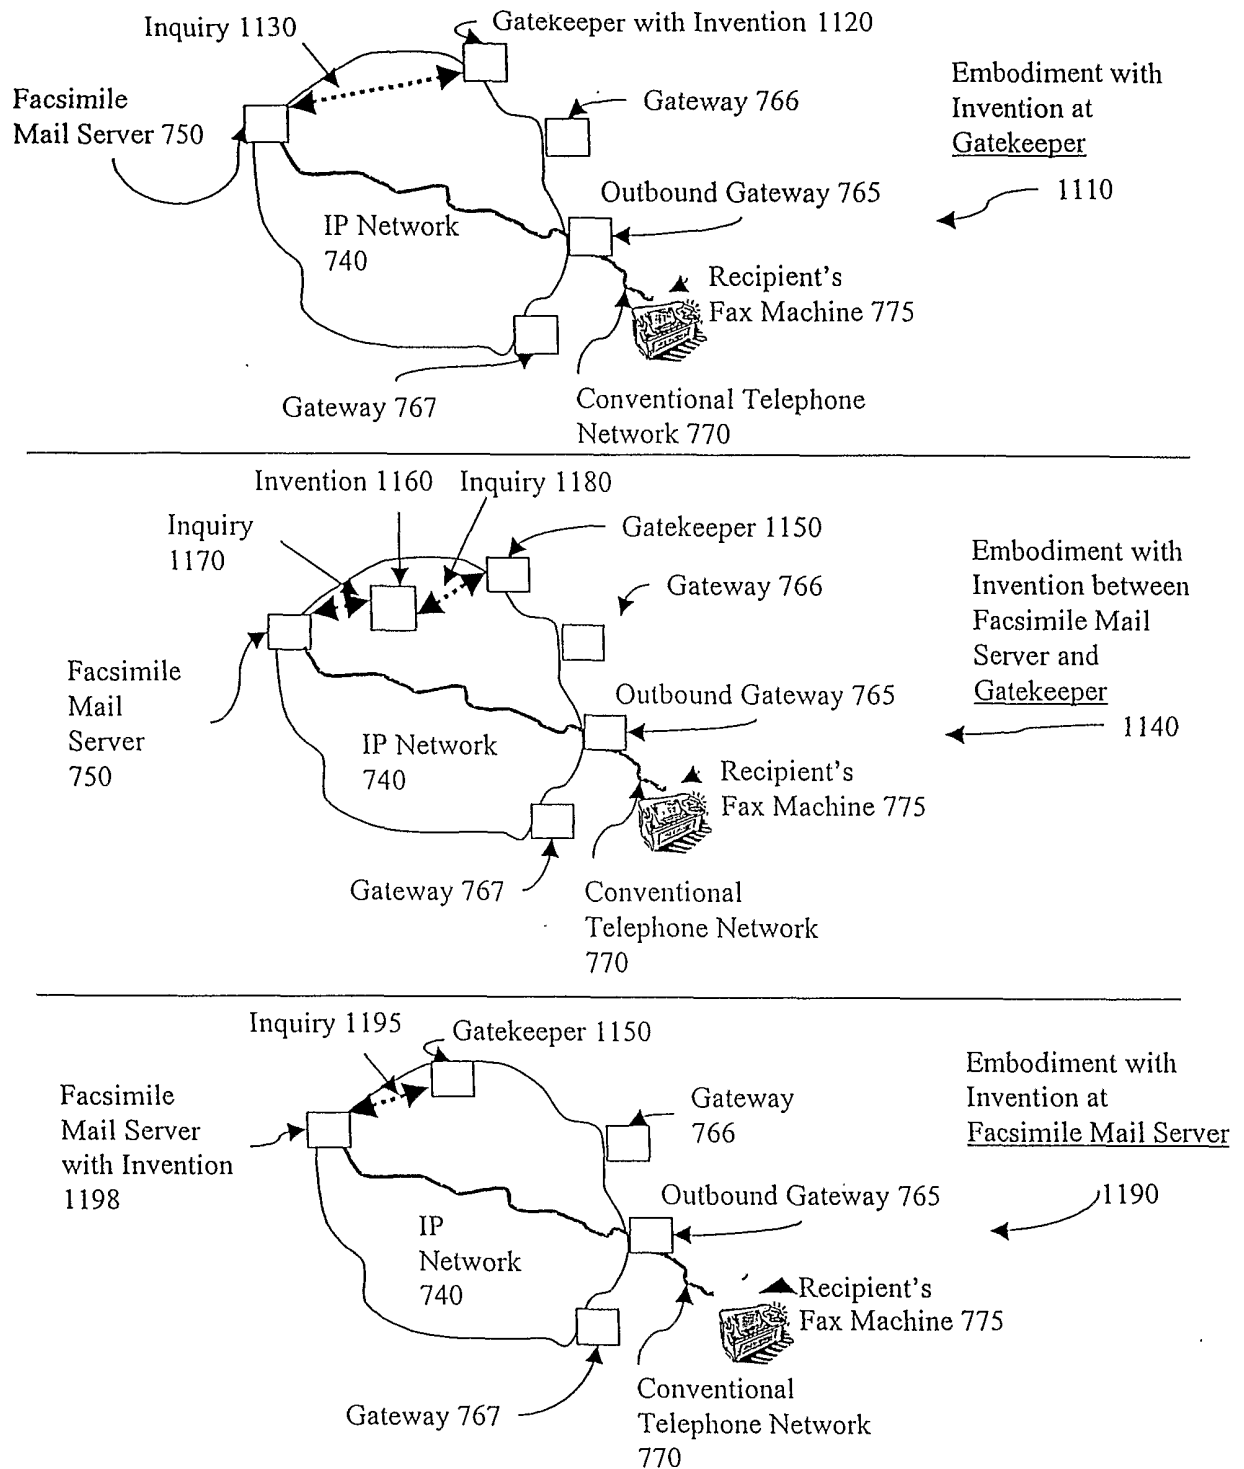 Inquiry 1130
Gatekeeper with Invention 1120
Facsimile
Mail Server 750
Gateway 766
Embodiment with
Invention at
Gatekeeper
1110
Outbound Gateway 765
IP Network
740
Recipient's
Fax Machine 775
Gateway 767
Conventional Telephone
Network 770
Invention 1160
Inquiry 1180
Inquiry
1170
Gatekeeper 1150
Gateway
766
Embodiment with
Invention between
Facsimile Mail
Server and
Gatekeeper
1140
Facsimile
Mail
Server
750
Outbound Gateway 765
IP Network
740
Recipient's
Fax Machine 775
Gateway 767
Conventional
Telephone Network
770
Inquiry 1195
Gatekeeper 1150
Facsimile
Mail Server
with Invention
1198
Gateway
766
Embodiment with
Invention at
Facsimile Mail Server
1190
Outbound Gateway 765
IP
Network
740
Recipient's
Fax Machine 775
Gateway 767
Conventional
Telephone Network
770